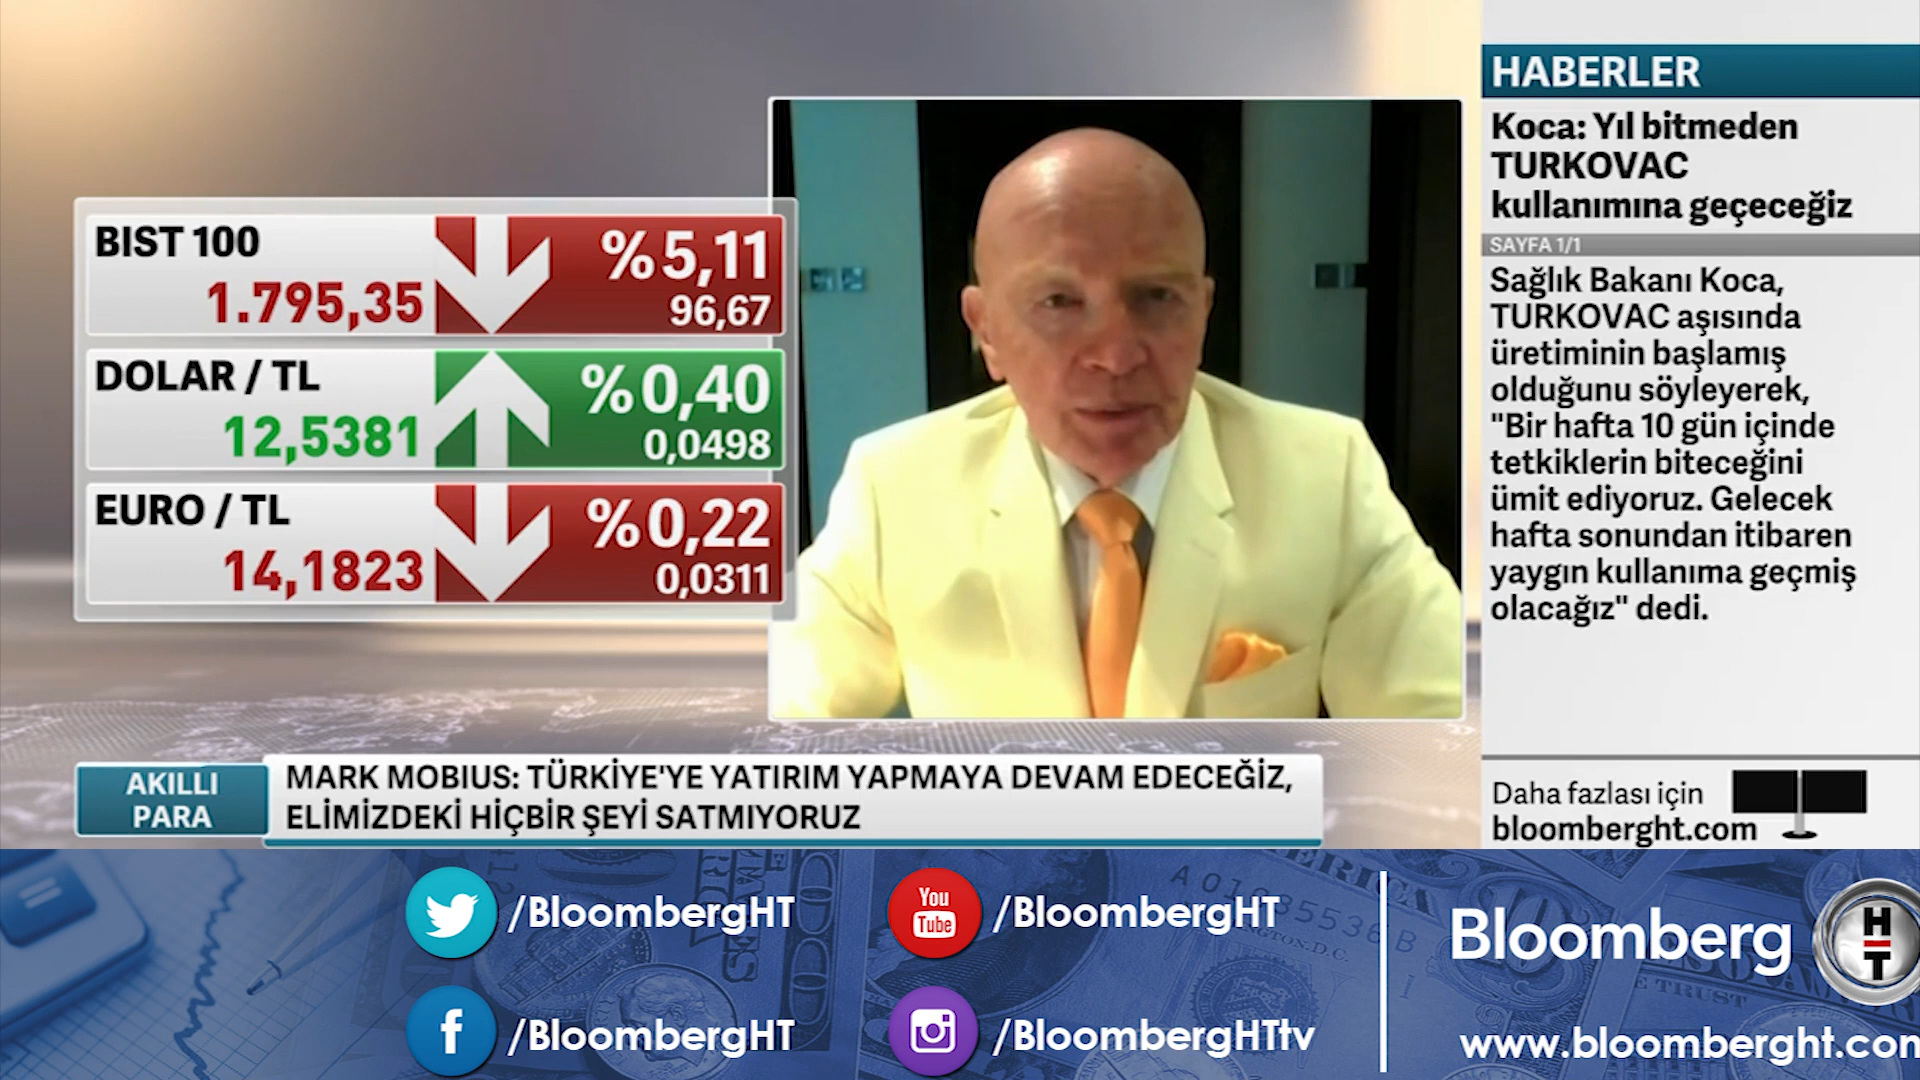 BIST 100
1.795,35
%5,11
96,67
DOLAR / TL
12,5381
%0,40
0,0498
EURO / TL
14,1823
%0,22
0,0311
HABERLER
Koca: Yıl bitmeden
TURKOVAC
kullanımına geçeceğiz
SAYFA 1/1
Sağlık Bakanı Koca,
TURKOVAC aşısında
üretiminin başlamış
olduğunu söyleyerek,
"Bir hafta 10 gün içinde
tetkiklerin biteceğini
ümit ediyoruz. Gelecek
hafta sonundan itibaren
yaygın kullanıma geçmiş
olacağız" dedi.
Daha fazlası için
bloomberght.com
AKILLI
PARA
MARK MOBIUS: TÜRKİYE'YE YATIRIM YAPMAYA DEVAM EDECEĞİZ,
ELİMİZDEKİ HİÇBİR ŞEYİ SATMIYORUZ
/BloombergHT
You
Tube
/BloombergHT
f
/BloombergHT
/BloombergHTtv
Bloomberg
HT
www.bloomberght.com